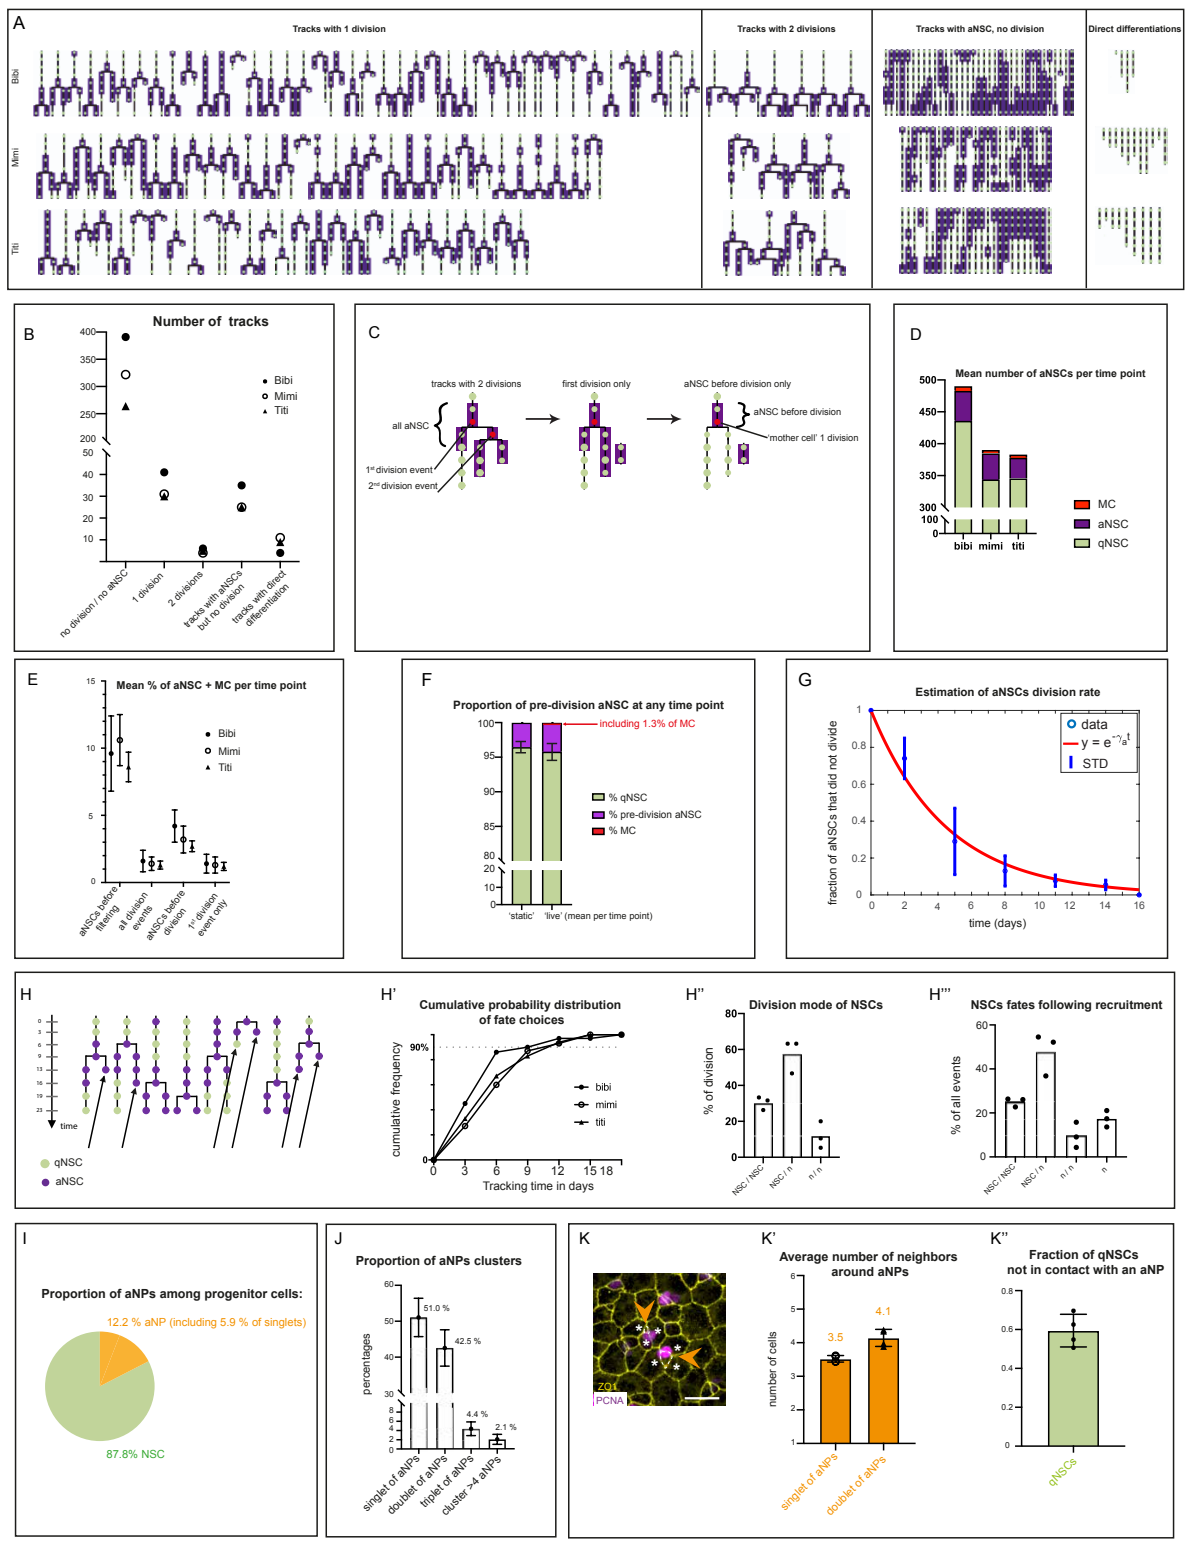 A
Tracks with 1 division
Tracks with 2 divisions
Tracks with aNSC, no division
Direct differentiations
Bibi
Mimi
Titi
B
Number of tracks
400
350
300
250
200
50
40
30
20
10
Bibi
Mimi
Titi
no division / no aNSC
1 division
2 divisions
tracks with aNSCs
but no division
tracks with direct
differentiation
C
tracks with 2 divisions
first division only
aNSC before division only
all aNSC
aNSC before division
'mother cell' 1 division
1st division event
2nd division event
D
Mean number of aNSCs per time point
500
450
400
350
300
100
0
bibi mimi titi
MC
aNSC
qNSC
E
Mean % of aNSC + MC per time point
15
10
5
0
Bibi
Mimi
Titi
aNSCs before
filtering
all division
events
aNSCs before
division
1st division
event only
F
Proportion of pre-division aNSC at any time point
100
95
90
85
80
20
10
0
including 1.3% of MC
% qNSC
% pre-division aNSC
% MC
'static' 'live' (mean per time point)
G
Estimation of aNSCs division rate
fraction of aNSCs that did not divide
1
0.8
0.6
0.4
0.2
0
0 2 4 6 8 10 12 14 16
time (days)
data
y = e^-γat
STD
H
0
3
6
9
13
16
20
23
time
qNSC
aNSC
H'
Cumulative probability distribution
of fate choices
cumulative frequency
90%
0
bibi
mimi
titi
0 3 6 9 12 15 18
Tracking time in days
H''
Division mode of NSCs
% of division
80
60
40
20
0
NSC / NSC
NSC / n
n / n
H'''
NSCs fates following recruitment
% of all events
60
40
20
0
NSC / NSC
NSC / n
n / n
n
I
Proportion of aNPs among progenitor cells:
12.2 % aNP (including 5.9 % of singlets)
87.8% NSC
J
Proportion of aNPs clusters
percentages
60
40
30
8
6
4
2
0
51.0 %
42.5 %
4.4 %
2.1 %
singlet of aNPs
doublet of aNPs
triplet of aNPs
cluster >4 aNPs
K
ZO1
PCNA
K'
Average number of neighbors
around aNPs
number of cells
6
5
4
3
2
1
3.5
4.1
singlet of aNPs
doublet of aNPs
K''
Fraction of qNSCs
not in contact with an aNP
0.8
0.6
0.4
0.2
0
qNSCs